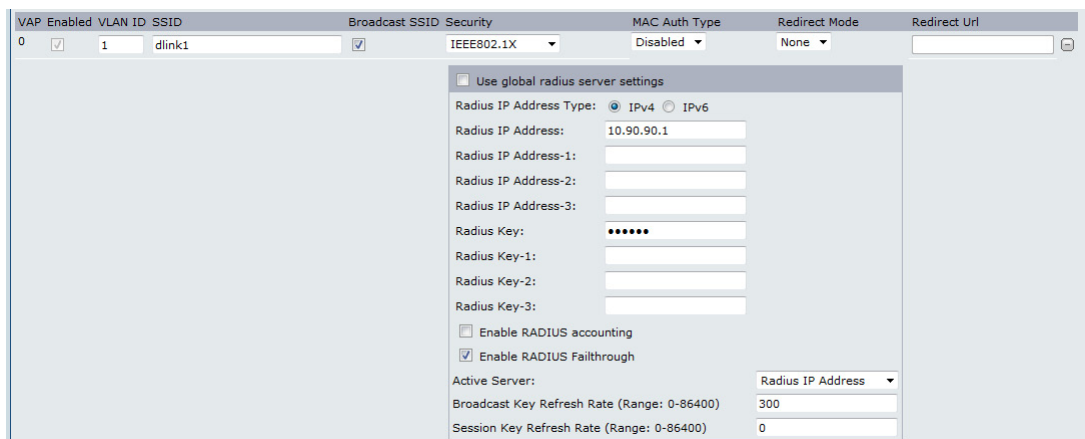 VAP Enabled VLAN ID SSID Broadcast SSID Security MAC Auth Type Redirect Mode Redirect Url
0 1 dlink1 IEEE802.1X Disabled None
Use global radius server settings
Radius IP Address Type: IPv4 IPv6
Radius IP Address: 10.90.90.1
Radius IP Address-1:
Radius IP Address-2:
Radius IP Address-3:
Radius Key: ••••••
Radius Key-1:
Radius Key-2:
Radius Key-3:
Enable RADIUS accounting
Enable RADIUS Failthrough
Active Server: Radius IP Address
Broadcast Key Refresh Rate (Range: 0-86400) 300
Session Key Refresh Rate (Range: 0-86400) 0